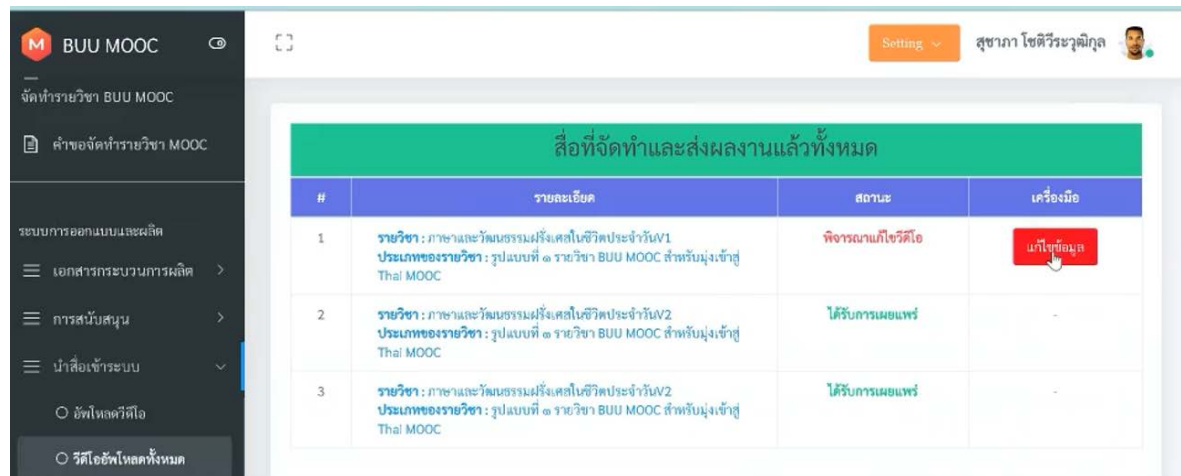 BUU MOOC
Setting
สุชาภา โชติวีระวุฒิกุล
จัดทำรายวิชา BUU MOOC
คำขอจัดทำรายวิชา MOOC
ระบบการออกแบบและผลิต
เอกสารกระบวนการผลิต
การสนับสนุน
นำสื่อเข้าระบบ
อัพโหลดวีดีโอ
วีดีโออัพโหลดทั้งหมด
สื่อที่จัดทำและส่งผลงานแล้วทั้งหมด
# รายละเอียด สถานะ เครื่องมือ
1 รายวิชา : ภาษาและวัฒนธรรมฝรั่งเศสในชีวิตประจำวันV1 พิจารณาแก้ไขวีดีโอ แก้ไขข้อมูล
ประเภทของรายวิชา : รูปแบบที่ ๑ รายวิชา BUU MOOC สำหรับมุ่งเข้าสู่
Thai MOOC
2 รายวิชา : ภาษาและวัฒนธรรมฝรั่งเศสในชีวิตประจำวันV2 ได้รับการเผยแพร่ -
ประเภทของรายวิชา : รูปแบบที่ ๑ รายวิชา BUU MOOC สำหรับมุ่งเข้าสู่
Thai MOOC
3 รายวิชา : ภาษาและวัฒนธรรมฝรั่งเศสในชีวิตประจำวันV2 ได้รับการเผยแพร่ -
ประเภทของรายวิชา : รูปแบบที่ ๑ รายวิชา BUU MOOC สำหรับมุ่งเข้าสู่
Thai MOOC